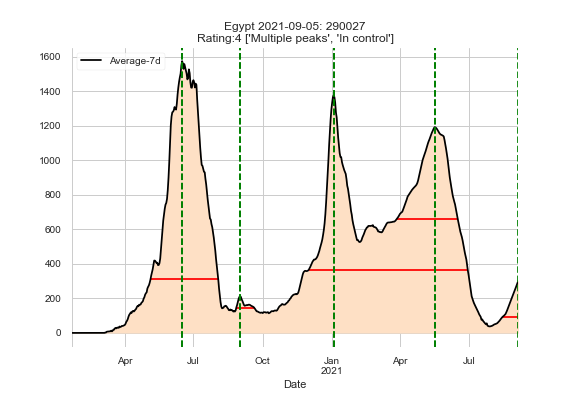 Egypt 2021-09-05: 290027
Rating:4 ['Multiple peaks', 'In control']
Average-7d
1600
1400
1200
1000
800
600
400
200
0
Apr Jul Oct Jan Apr Jul
2021
Date